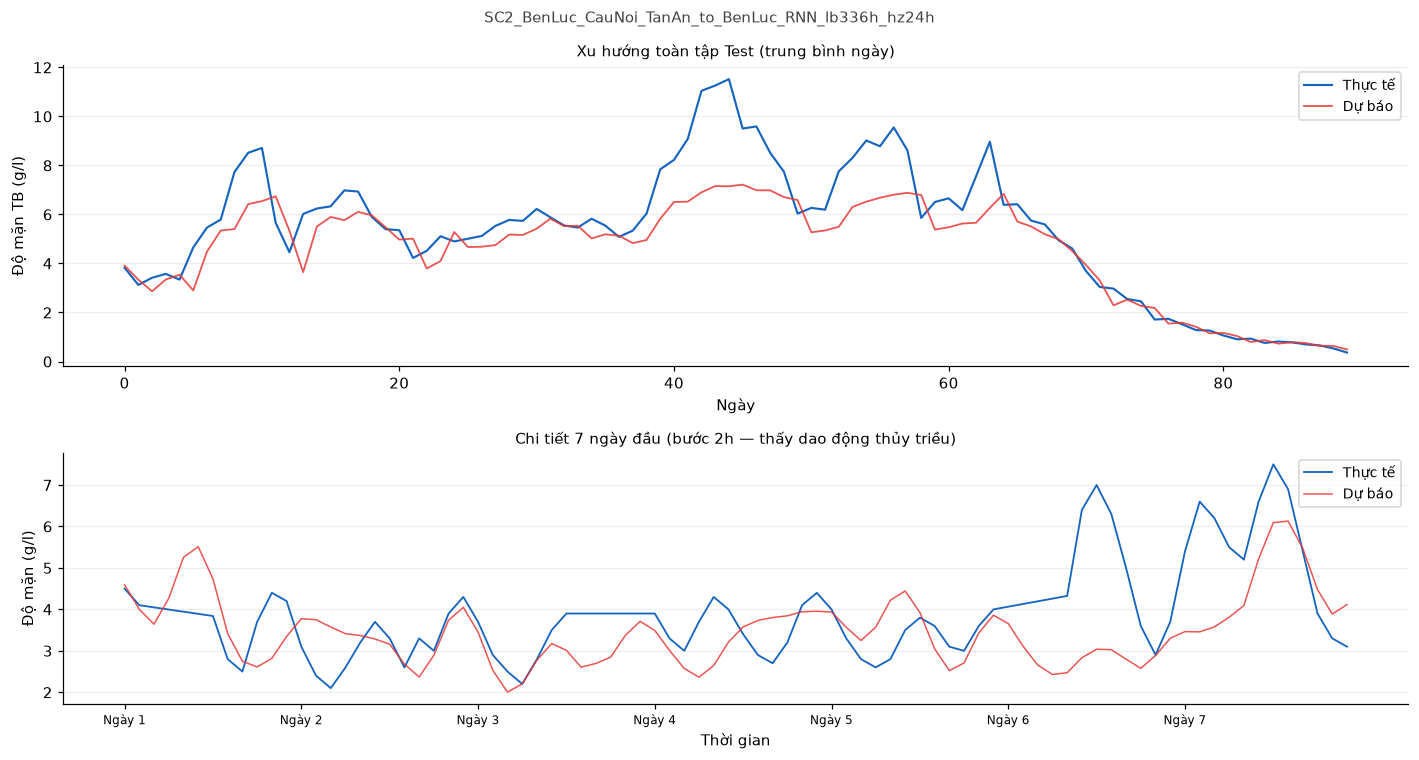 SC2_BenLuc_CauNoi_TanAn_to_BenLuc_RNN_lb336h_hz24h
Xu hướng toàn tập Test (trung bình ngày)
Độ mặn TB (g/l)
12
10
8
6
4
2
0
Thực tế
Dự báo
0 20 40 60 80
Ngày
Chi tiết 7 ngày đầu (bước 2h — thấy dao động thủy triều)
Độ mặn (g/l)
7
6
5
4
3
2
Thực tế
Dự báo
Ngày 1 Ngày 2 Ngày 3 Ngày 4 Ngày 5 Ngày 6 Ngày 7
Thời gian